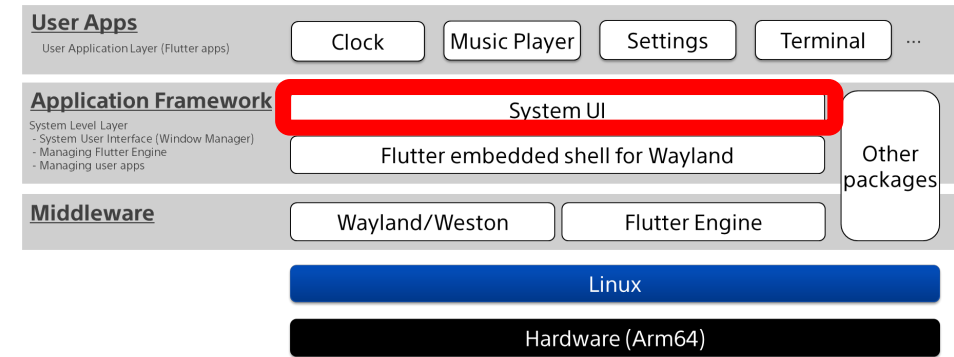 User Apps
User Application Layer (Flutter apps)
Clock
Music Player
Settings
Terminal
...
Application Framework
System Level Layer
- System User Interface (Window Manager)
- Managing Flutter Engine
- Managing user apps
System UI
Flutter embedded shell for Wayland
Other
packages
Middleware
Wayland/Weston
Flutter Engine
Linux
Hardware (Arm64)